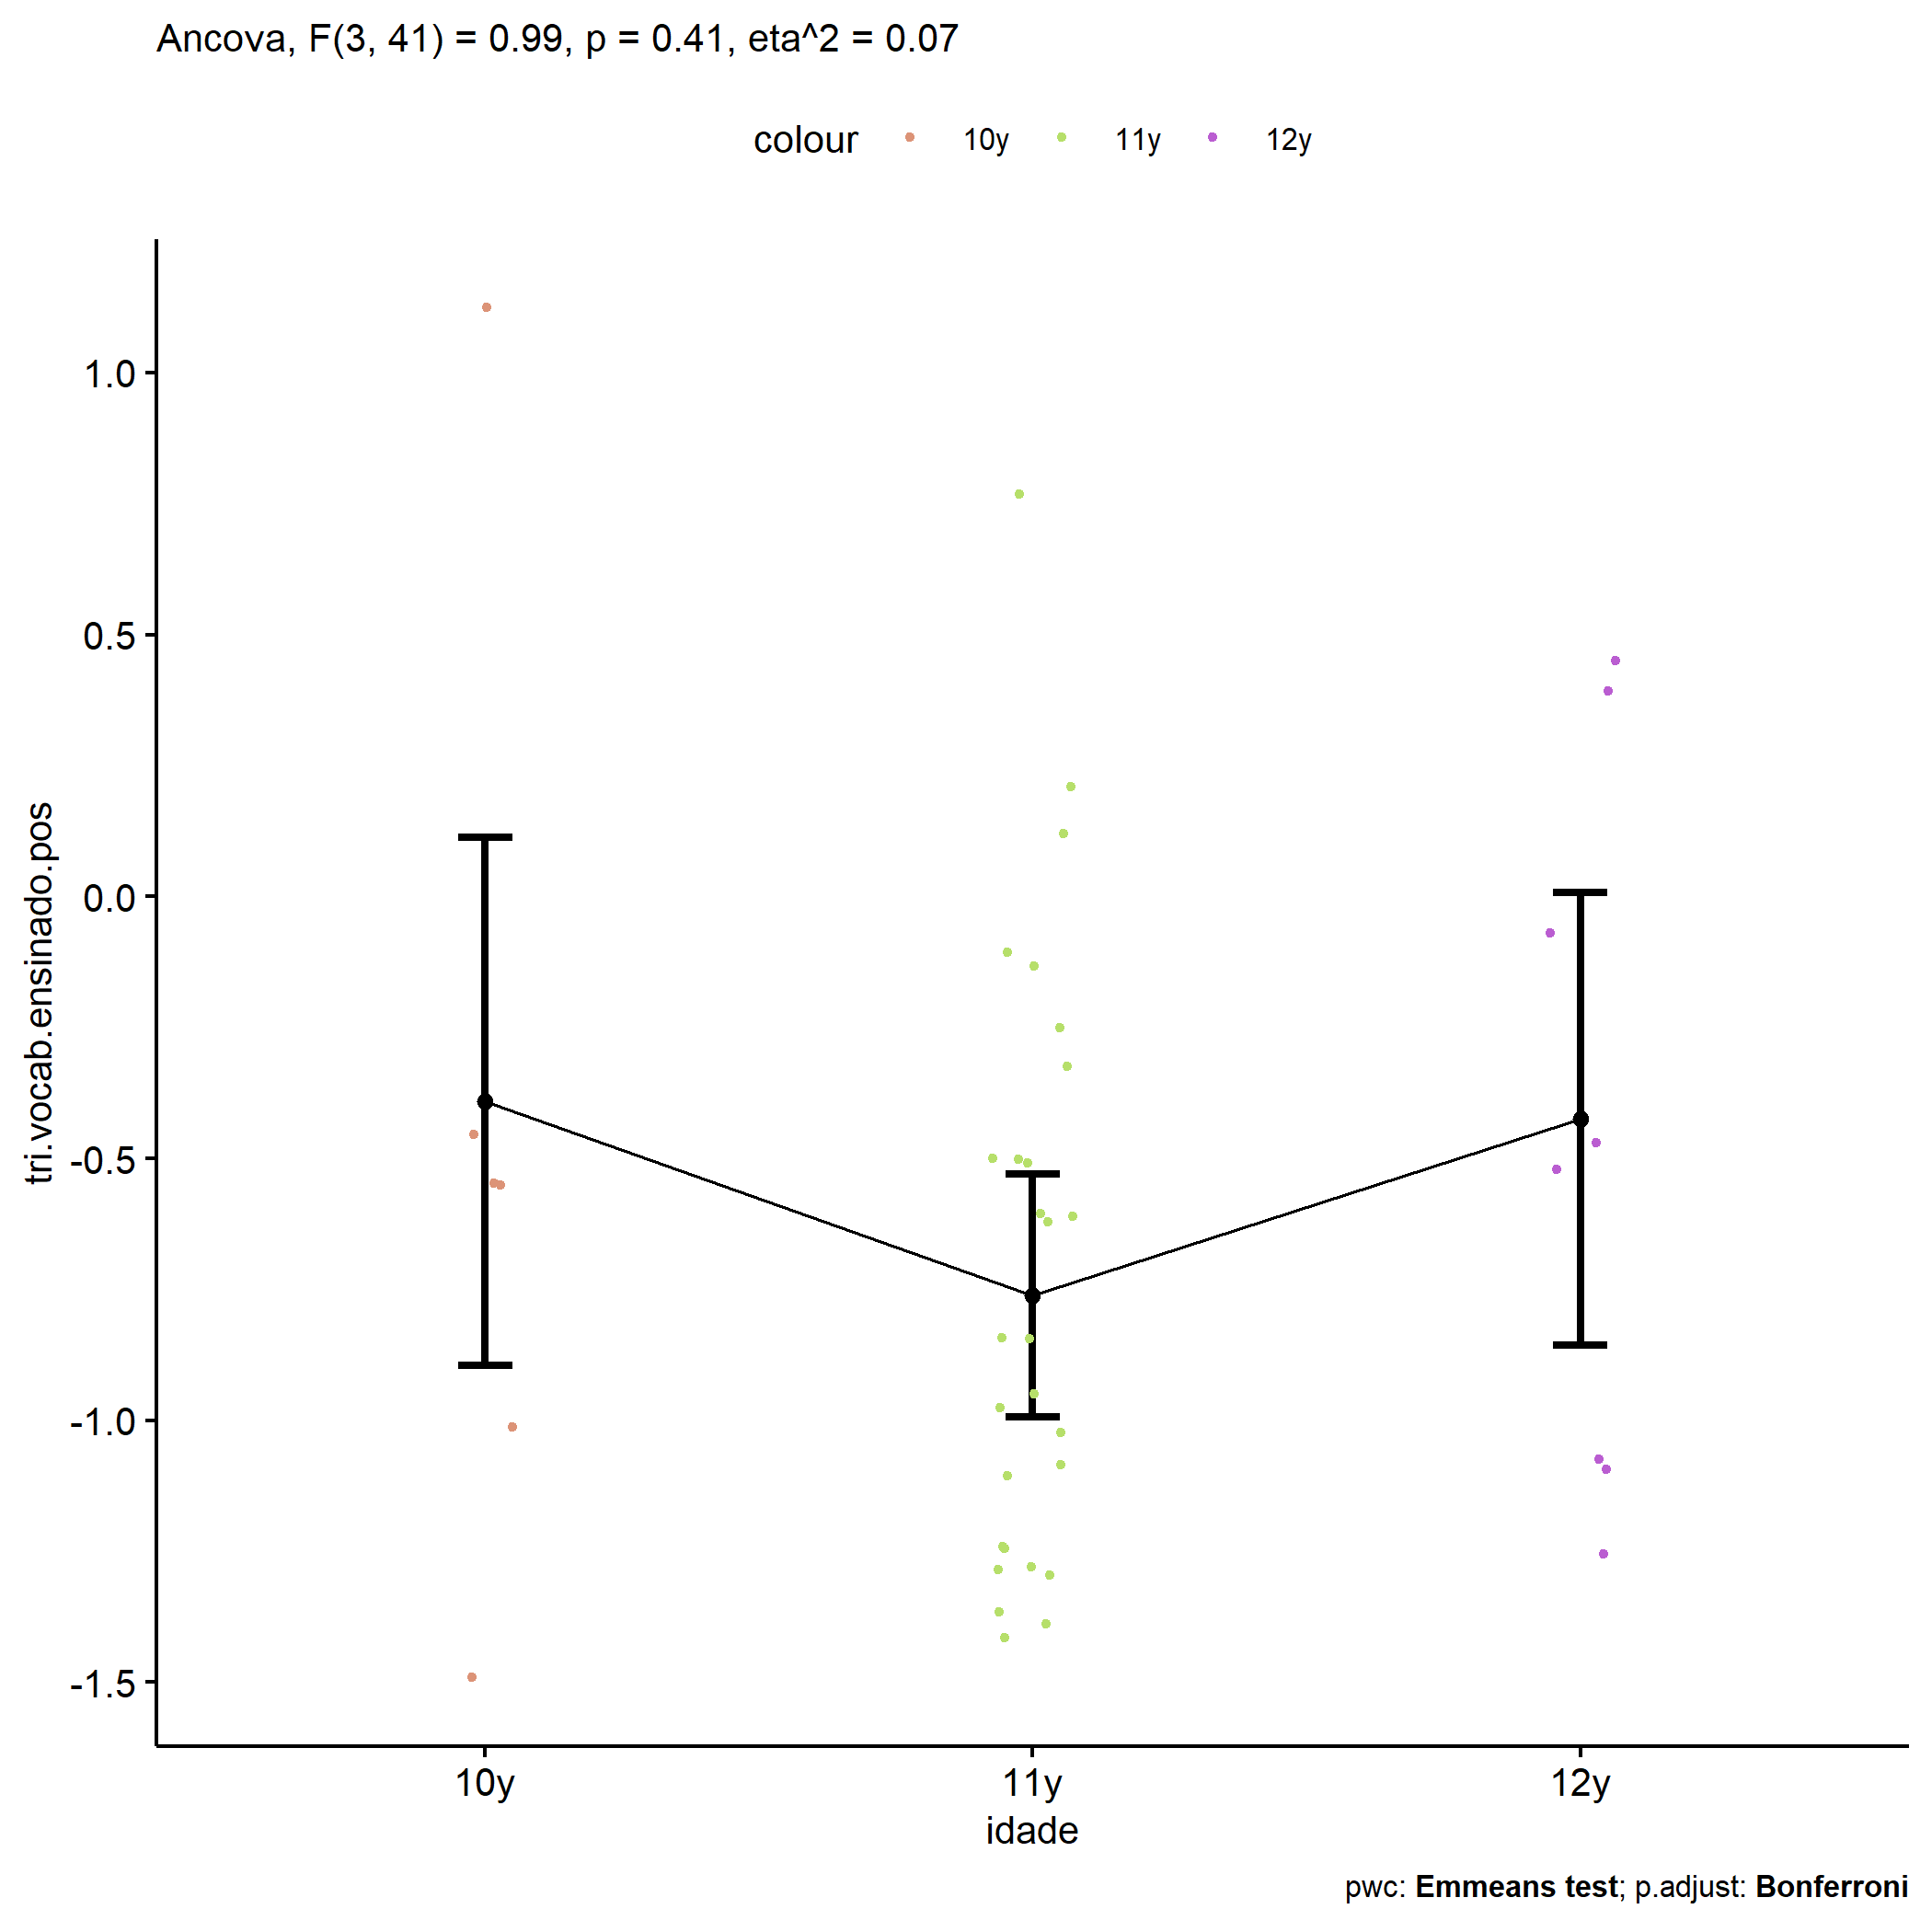 Ancova, F(3, 41) = 0.99, p = 0.41, eta^2 = 0.07
colour 10y 11y 12y
1.0
0.5
0.0
-0.5
-1.0
-1.5
tri.vocab.ensinado.pos
10y 11y 12y
idade
pwc: Emmeans test; p.adjust: Bonferroni